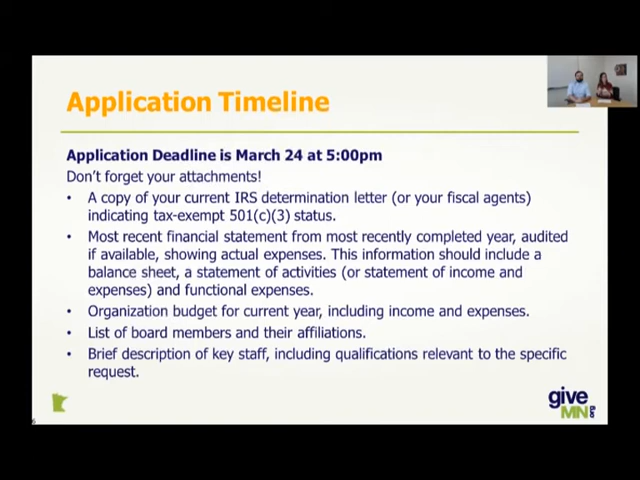 Application Timeline
Application Deadline is March 24 at 5:00pm
Don't forget your attachments!
• A copy of your current IRS determination letter (or your fiscal agents)
indicating tax-exempt 501(c)(3) status.
• Most recent financial statement from most recently completed year, audited
if available, showing actual expenses. This information should include a
balance sheet, a statement of activities (or statement of income and
expenses) and functional expenses.
• Organization budget for current year, including income and expenses.
• List of board members and their affiliations.
• Brief description of key staff, including qualifications relevant to the specific
request.
give
MN.org
6